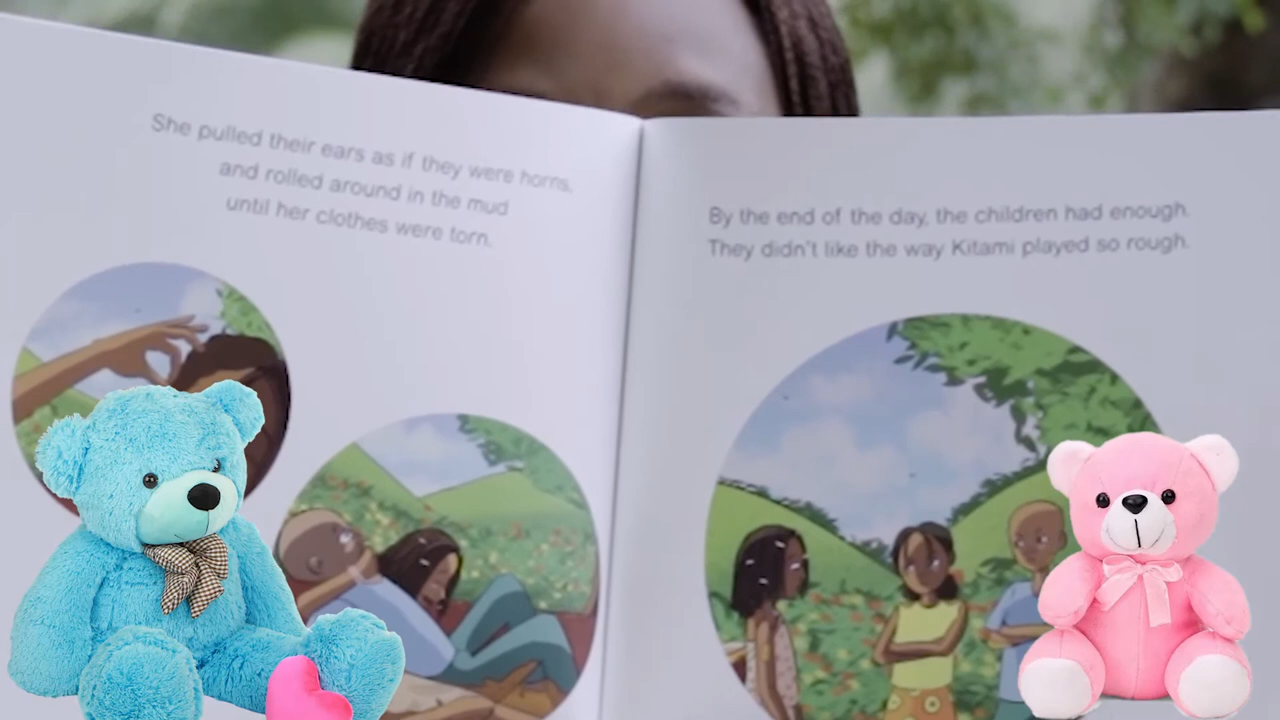 She pulled their ears as if they were horns,
and rolled around in the mud
until her clothes were torn.
By the end of the day, the children had enough.
They didn't like the way Kitami played so rough.